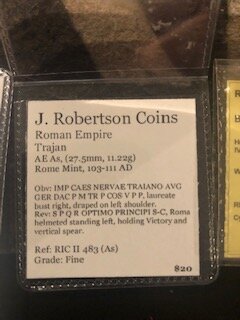 J. Robertson Coins
Roman Empire
Trajan
AE As, (27.5mm, 11.22g)
Rome Mint, 103-111 AD
Obv: IMP CAES NERVAE TRAIANO AVG
GER DAC P M TR P COS V P P, laureate
bust right, draped on left shoulder.
Rev: S P Q R OPTIMO PRINCIPI S-C, Roma
helmeted standing left, holding Victory and
vertical spear.
Ref: RIC II 483 (As)
Grade: Fine
$20